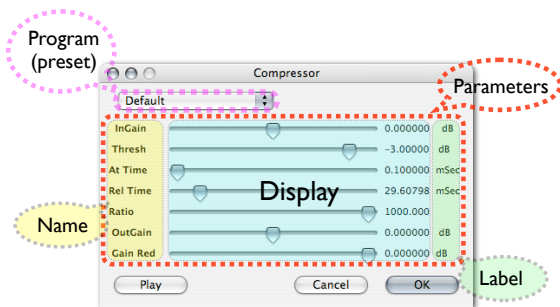 Program
(preset)
Compressor
Parameters
Default
InGain 0.000000 dB
Thresh -3.00000 dB
At Time 0.100000 mSec
Rel Time 29.60798 mSec
Display
Ratio 1000.000
Name
OutGain 0.000000 dB
Gain Red 0.000000 dB
Play
Cancel
OK
Label